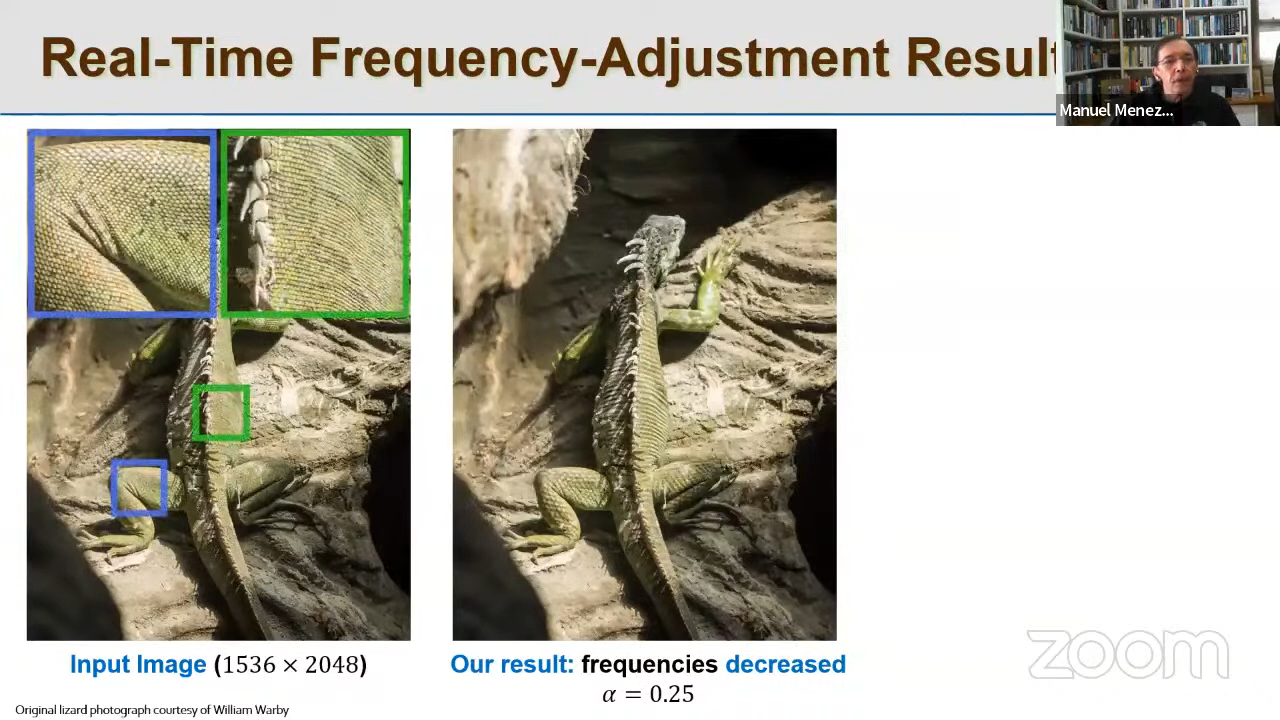 Real-Time Frequency-Adjustment Result
Manuel Menez...
Input Image (1536 × 2048)
Our result: frequencies decreased
α = 0.25
Original lizard photograph courtesy of William Warby
zoom